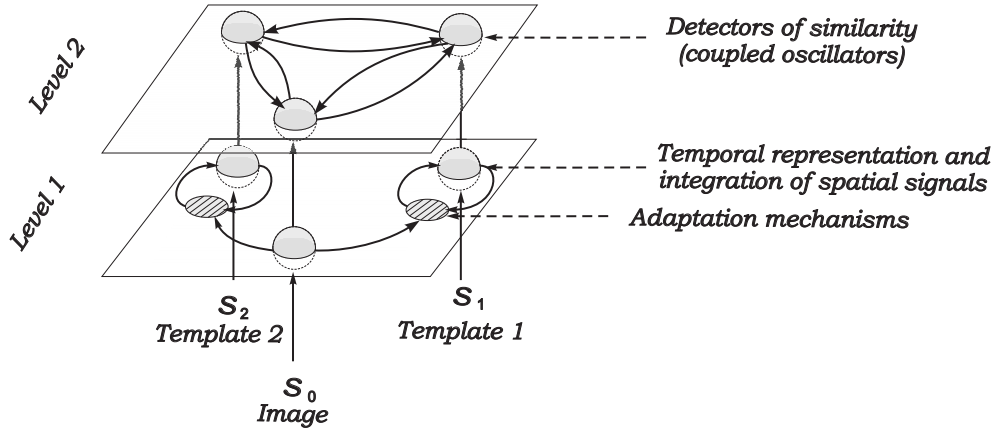 Level 2
Detectors of similarity
(coupled oscillators)
Level 1
Temporal representation and
integration of spatial signals
Adaptation mechanisms
S2
Template 2
S1
Template 1
S0
Image